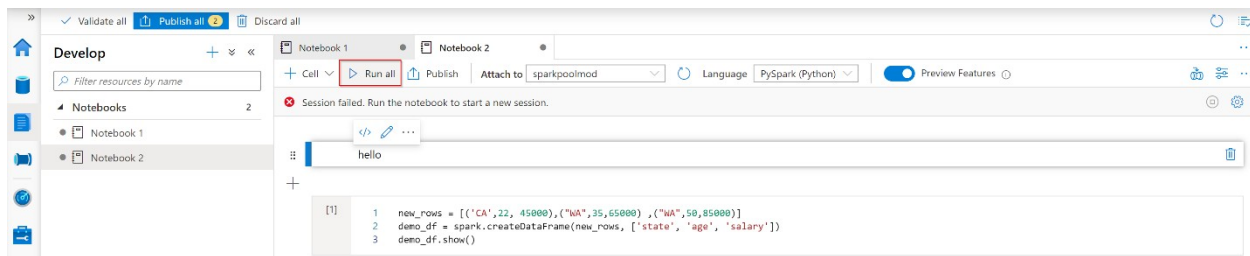 Validate all Publish all 2 Discard all
Develop
Filter resources by name
Notebooks 2
Notebook 1
Notebook 2
Notebook 1 Notebook 2
Cell Run all Publish Attach to sparkpoolmod Language PySpark (Python) Preview Features
Session failed. Run the notebook to start a new session.
hello
[1]
1 new_rows = [('CA',22, 45000),("WA",35,65000) ,("WA",50,85000)]
2 demo_df = spark.createDataFrame(new_rows, ['state', 'age', 'salary'])
3 demo_df.show()